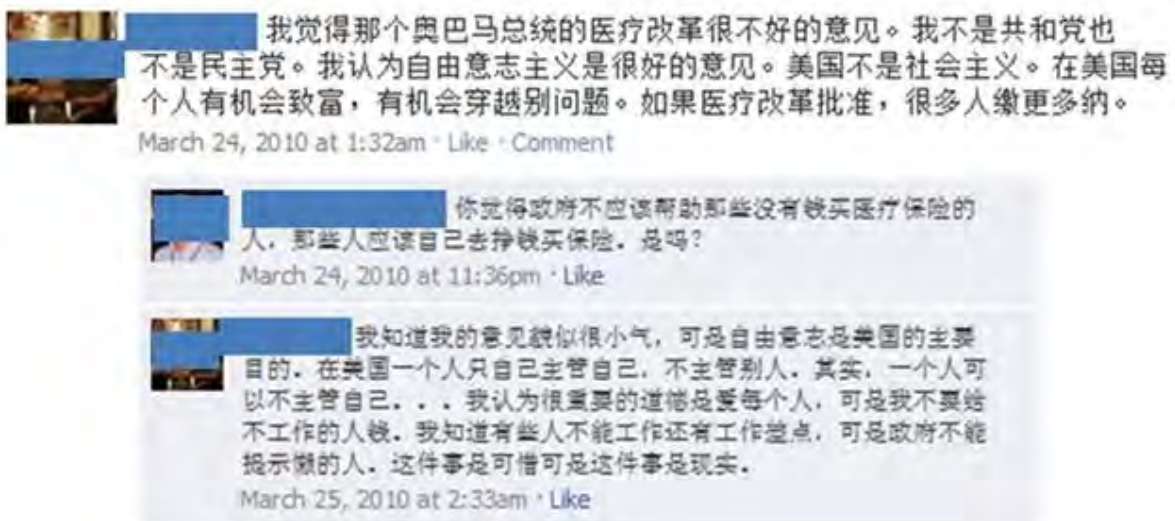 我觉得那个奥巴马总统的医疗改革很不好的意见。我不是共和党也
不是民主党。我认为自由意志主义是很好的意见。美国不是社会主义。在美国每
个人有机会致富，有机会穿越别问题。如果医疗改革批准，很多人缴更多纳。
March 24, 2010 at 1:32am · Like · Comment
你觉得政府不应该帮助那些没有钱买医疗保险的
人，那些人应该自己去挣钱买保险。是吗？
March 24, 2010 at 11:36pm · Like
我知道我的意见貌似很小气，可是自由意志是美国的主要
目的。在美国一个人只自己主管自己，不主管别人。其实，一个人可
以不主管自己。。。我认为很重要的道德是爱每个人，可是我不要给
不工作的人钱。我知道有些人不能工作还有工作差点，可是政府不能
提示懒的人。这件事是可惜可是这件事是现实。
March 25, 2010 at 2:33am · Like